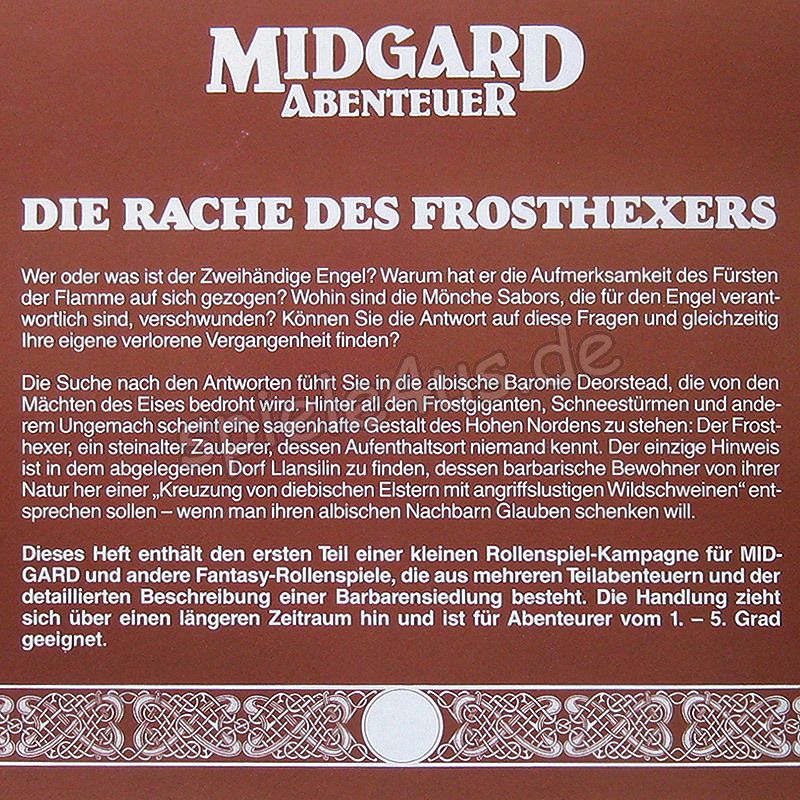 MIDGARD
ABENTEUER
DIE RACHE DES FROSTHEXERS
Wer oder was ist der Zweihändige Engel? Warum hat er die Aufmerksamkeit des Fürsten
der Flamme auf sich gezogen? Wohin sind die Mönche Sabors, die für den Engel verant-
wortlich sind, verschwunden? Können Sie die Antwort auf diese Fragen und gleichzeitig
Ihre eigene verlorene Vergangenheit finden?
Die Suche nach den Antworten führt Sie in die albische Baronie Deorstead, die von den
Mächten des Eises bedroht wird. Hinter all den Frostgiganten, Schneestürmen und ande-
rem Ungemach scheint eine sagenhafte Gestalt des Hohen Nordens zu stehen: Der Frost-
hexer, ein steinalter Zauberer, dessen Aufenthaltsort niemand kennt. Der einzige Hinweis
ist in dem abgelegenen Dorf Llansilin zu finden, dessen barbarische Bewohner von ihrer
Natur her einer „Kreuzung von diebischen Elstern mit angriffslustigen Wildschweinen“ ent-
sprechen sollen – wenn man ihren albischen Nachbarn Glauben schenken will.
Dieses Heft enthält den ersten Teil einer kleinen Rollenspiel-Kampagne für MID-
GARD und andere Fantasy-Rollenspiele, die aus mehreren Teilabenteuern und der
detaillierten Beschreibung einer Barbarensiedlung besteht. Die Handlung zieht
sich über einen längeren Zeitraum hin und ist für Abenteurer vom 1. – 5. Grad
geeignet.
spiele4us.de